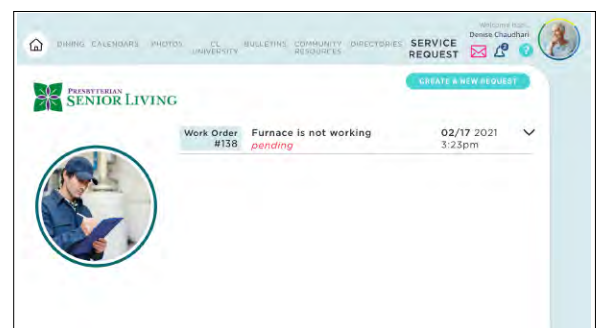 Welcome back,
Denise Chaudhari
DINING
CALENDARS
PHOTOS
CL
UNIVERSITY
BULLETINS
COMMUNITY
RESOURCES
DIRECTORIES
SERVICE
REQUEST
?
CREATE A NEW REQUEST
PRESBYTERIAN
SENIOR LIVING
Work Order
#138
Furnace is not working
pending
02/17 2021
3:23pm